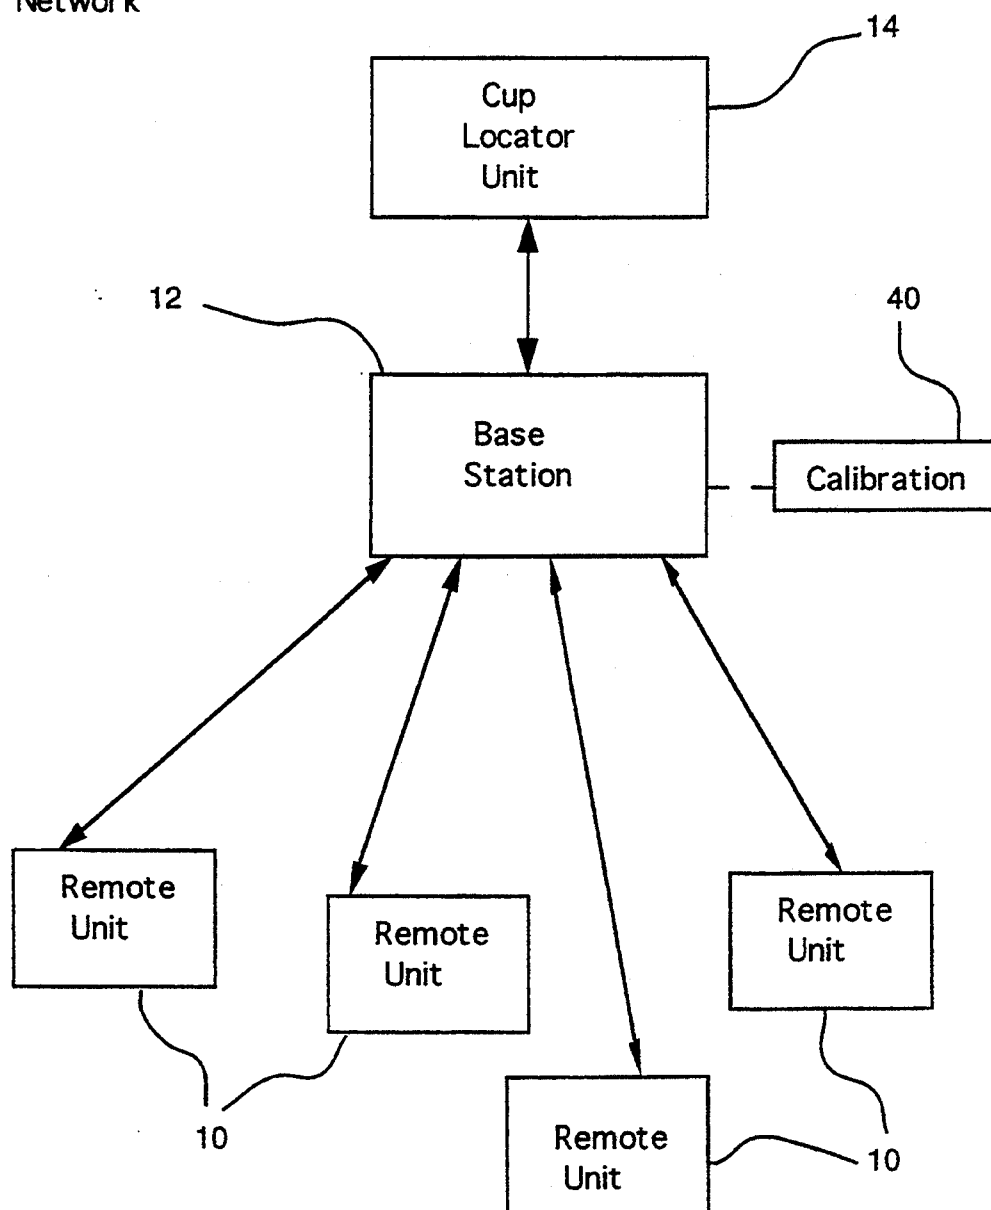 Network
14
Cup
Locator
Unit
12
40
Base
Station
Calibration
Remote
Unit
Remote
Unit
Remote
Unit
10
Remote
Unit
10